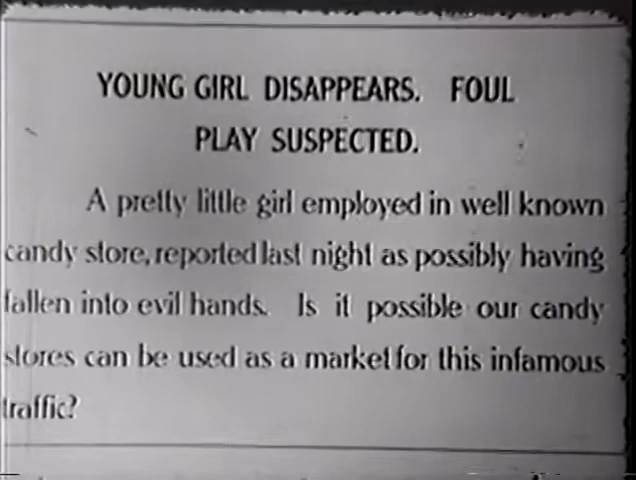 YOUNG GIRL DISAPPEARS. FOUL
PLAY SUSPECTED.
A pretty little girl employed in well known
candy store, reported last night as possibly having
fallen into evil hands. Is it possible our candy
stores can be used as a market for this infamous
traffic?